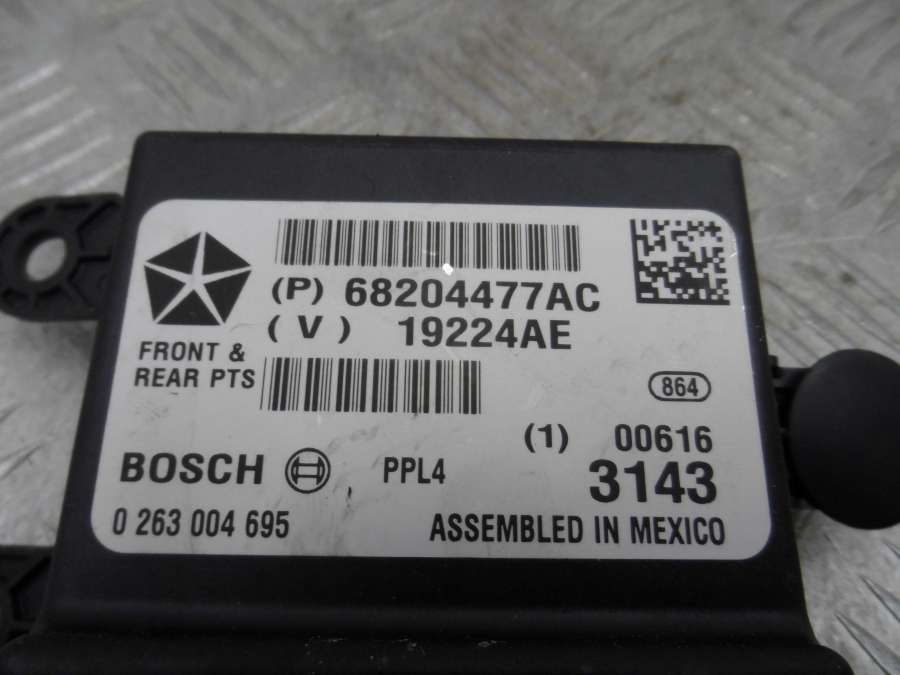 (P) 68204477AC
(V) 19224AE
FRONT &
REAR PTS
864
(1) 00616
BOSCH PPL4 3143
0 263 004 695 ASSEMBLED IN MEXICO